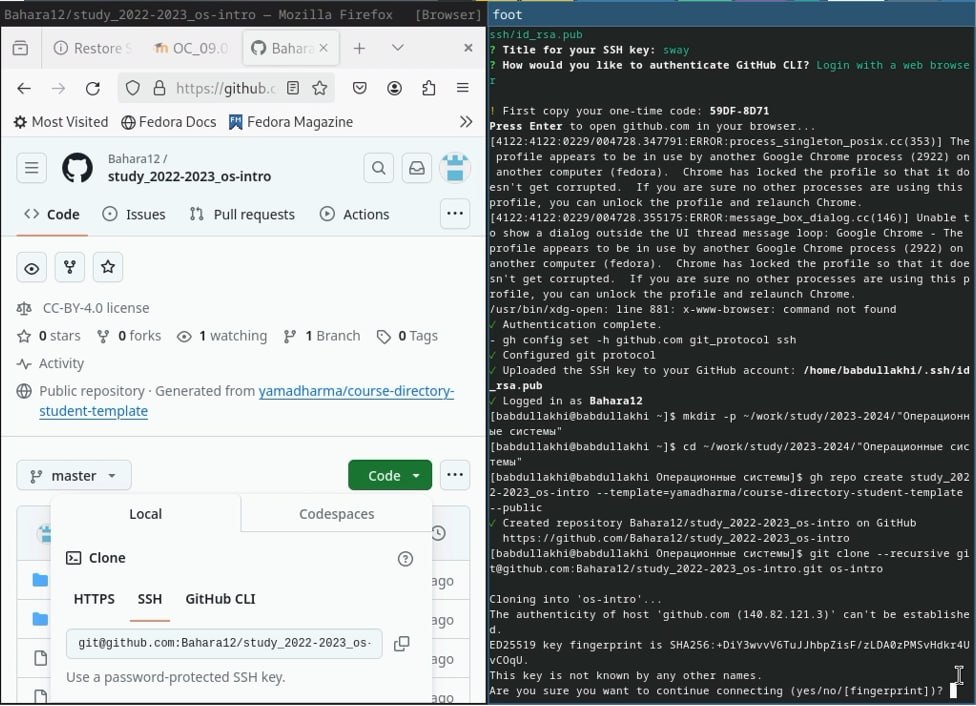 Bahara12/study_2022-2023_os-intro — Mozilla Firefox [Browser]
Restore S
OC_09.0
Bahara
https://github.c
Most Visited
Fedora Docs
Fedora Magazine
Bahara12 /
study_2022-2023_os-intro
Code
Issues
Pull requests
Actions
CC-BY-4.0 license
0 stars
0 forks
1 watching
1 Branch
0 Tags
Activity
Public repository · Generated from yamadharma/course-directory-
student-template
master
Code
Local
Codespaces
Clone
ago
HTTPS
SSH
GitHub CLI
ago
git@github.com:Bahara12/study_2022-2023_os-
ago
Use a password-protected SSH key.
ago
foot
ssh/id_rsa.pub
? Title for your SSH key: sway
? How would you like to authenticate GitHub CLI? Login with a web browse
r
! First copy your one-time code: 59DF-8D71
Press Enter to open github.com in your browser...
[4122:4122:0229/004728.347791:ERROR:process_singleton_posix.cc(353)] The
profile appears to be in use by another Google Chrome process (2922) on
another computer (fedora).  Chrome has locked the profile so that it do
esn't get corrupted.  If you are sure no other processes are using this
profile, you can unlock the profile and relaunch Chrome.
[4122:4122:0229/004728.355175:ERROR:message_box_dialog.cc(146)] Unable t
o show a dialog outside the UI thread message loop: Google Chrome - The
profile appears to be in use by another Google Chrome process (2922) on
another computer (fedora).  Chrome has locked the profile so that it doe
sn't get corrupted.  If you are sure no other processes are using this p
rofile, you can unlock the profile and relaunch Chrome.
/usr/bin/xdg-open: line 881: x-www-browser: command not found
✓ Authentication complete.
- gh config set -h github.com git_protocol ssh
✓ Configured git protocol
✓ Uploaded the SSH key to your GitHub account: /home/babdullakhi/.ssh/id
_rsa.pub
✓ Logged in as Bahara12
[babdullakhi@babdullakhi ~]$ mkdir -p ~/work/study/2023-2024/"Операционн
ые системы"
[babdullakhi@babdullakhi ~]$ cd ~/work/study/2023-2024/"Операционные сис
темы"
[babdullakhi@babdullakhi Операционные системы]$ gh repo create study_202
2-2023_os-intro --template=yamadharma/course-directory-student-template
--public
✓ Created repository Bahara12/study_2022-2023_os-intro on GitHub
https://github.com/Bahara12/study_2022-2023_os-intro
[babdullakhi@babdullakhi Операционные системы]$ git clone --recursive gi
t@github.com:Bahara12/study_2022-2023_os-intro.git os-intro
Cloning into 'os-intro'...
The authenticity of host 'github.com (140.82.121.3)' can't be establishe
d.
ED25519 key fingerprint is SHA256:+DiY3wvvV6TuJJhbpZisF/zLDA0zPMSvHdkr4U
vCOqU.
This key is not known by any other names.
Are you sure you want to continue connecting (yes/no/[fingerprint])?